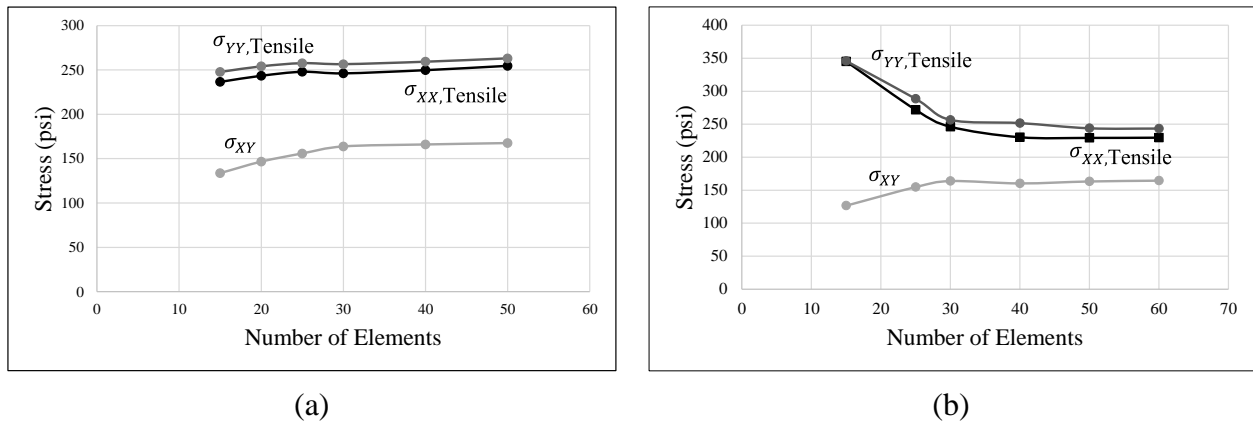 300
250
200
150
100
50
0
Stress (psi)
σYY,Tensile
σXX,Tensile
σXY
0 10 20 30 40 50 60
Number of Elements
(a)
400
350
300
250
200
150
100
50
0
Stress (psi)
σYY,Tensile
σXX,Tensile
σXY
0 10 20 30 40 50 60 70
Number of Elements
(b)